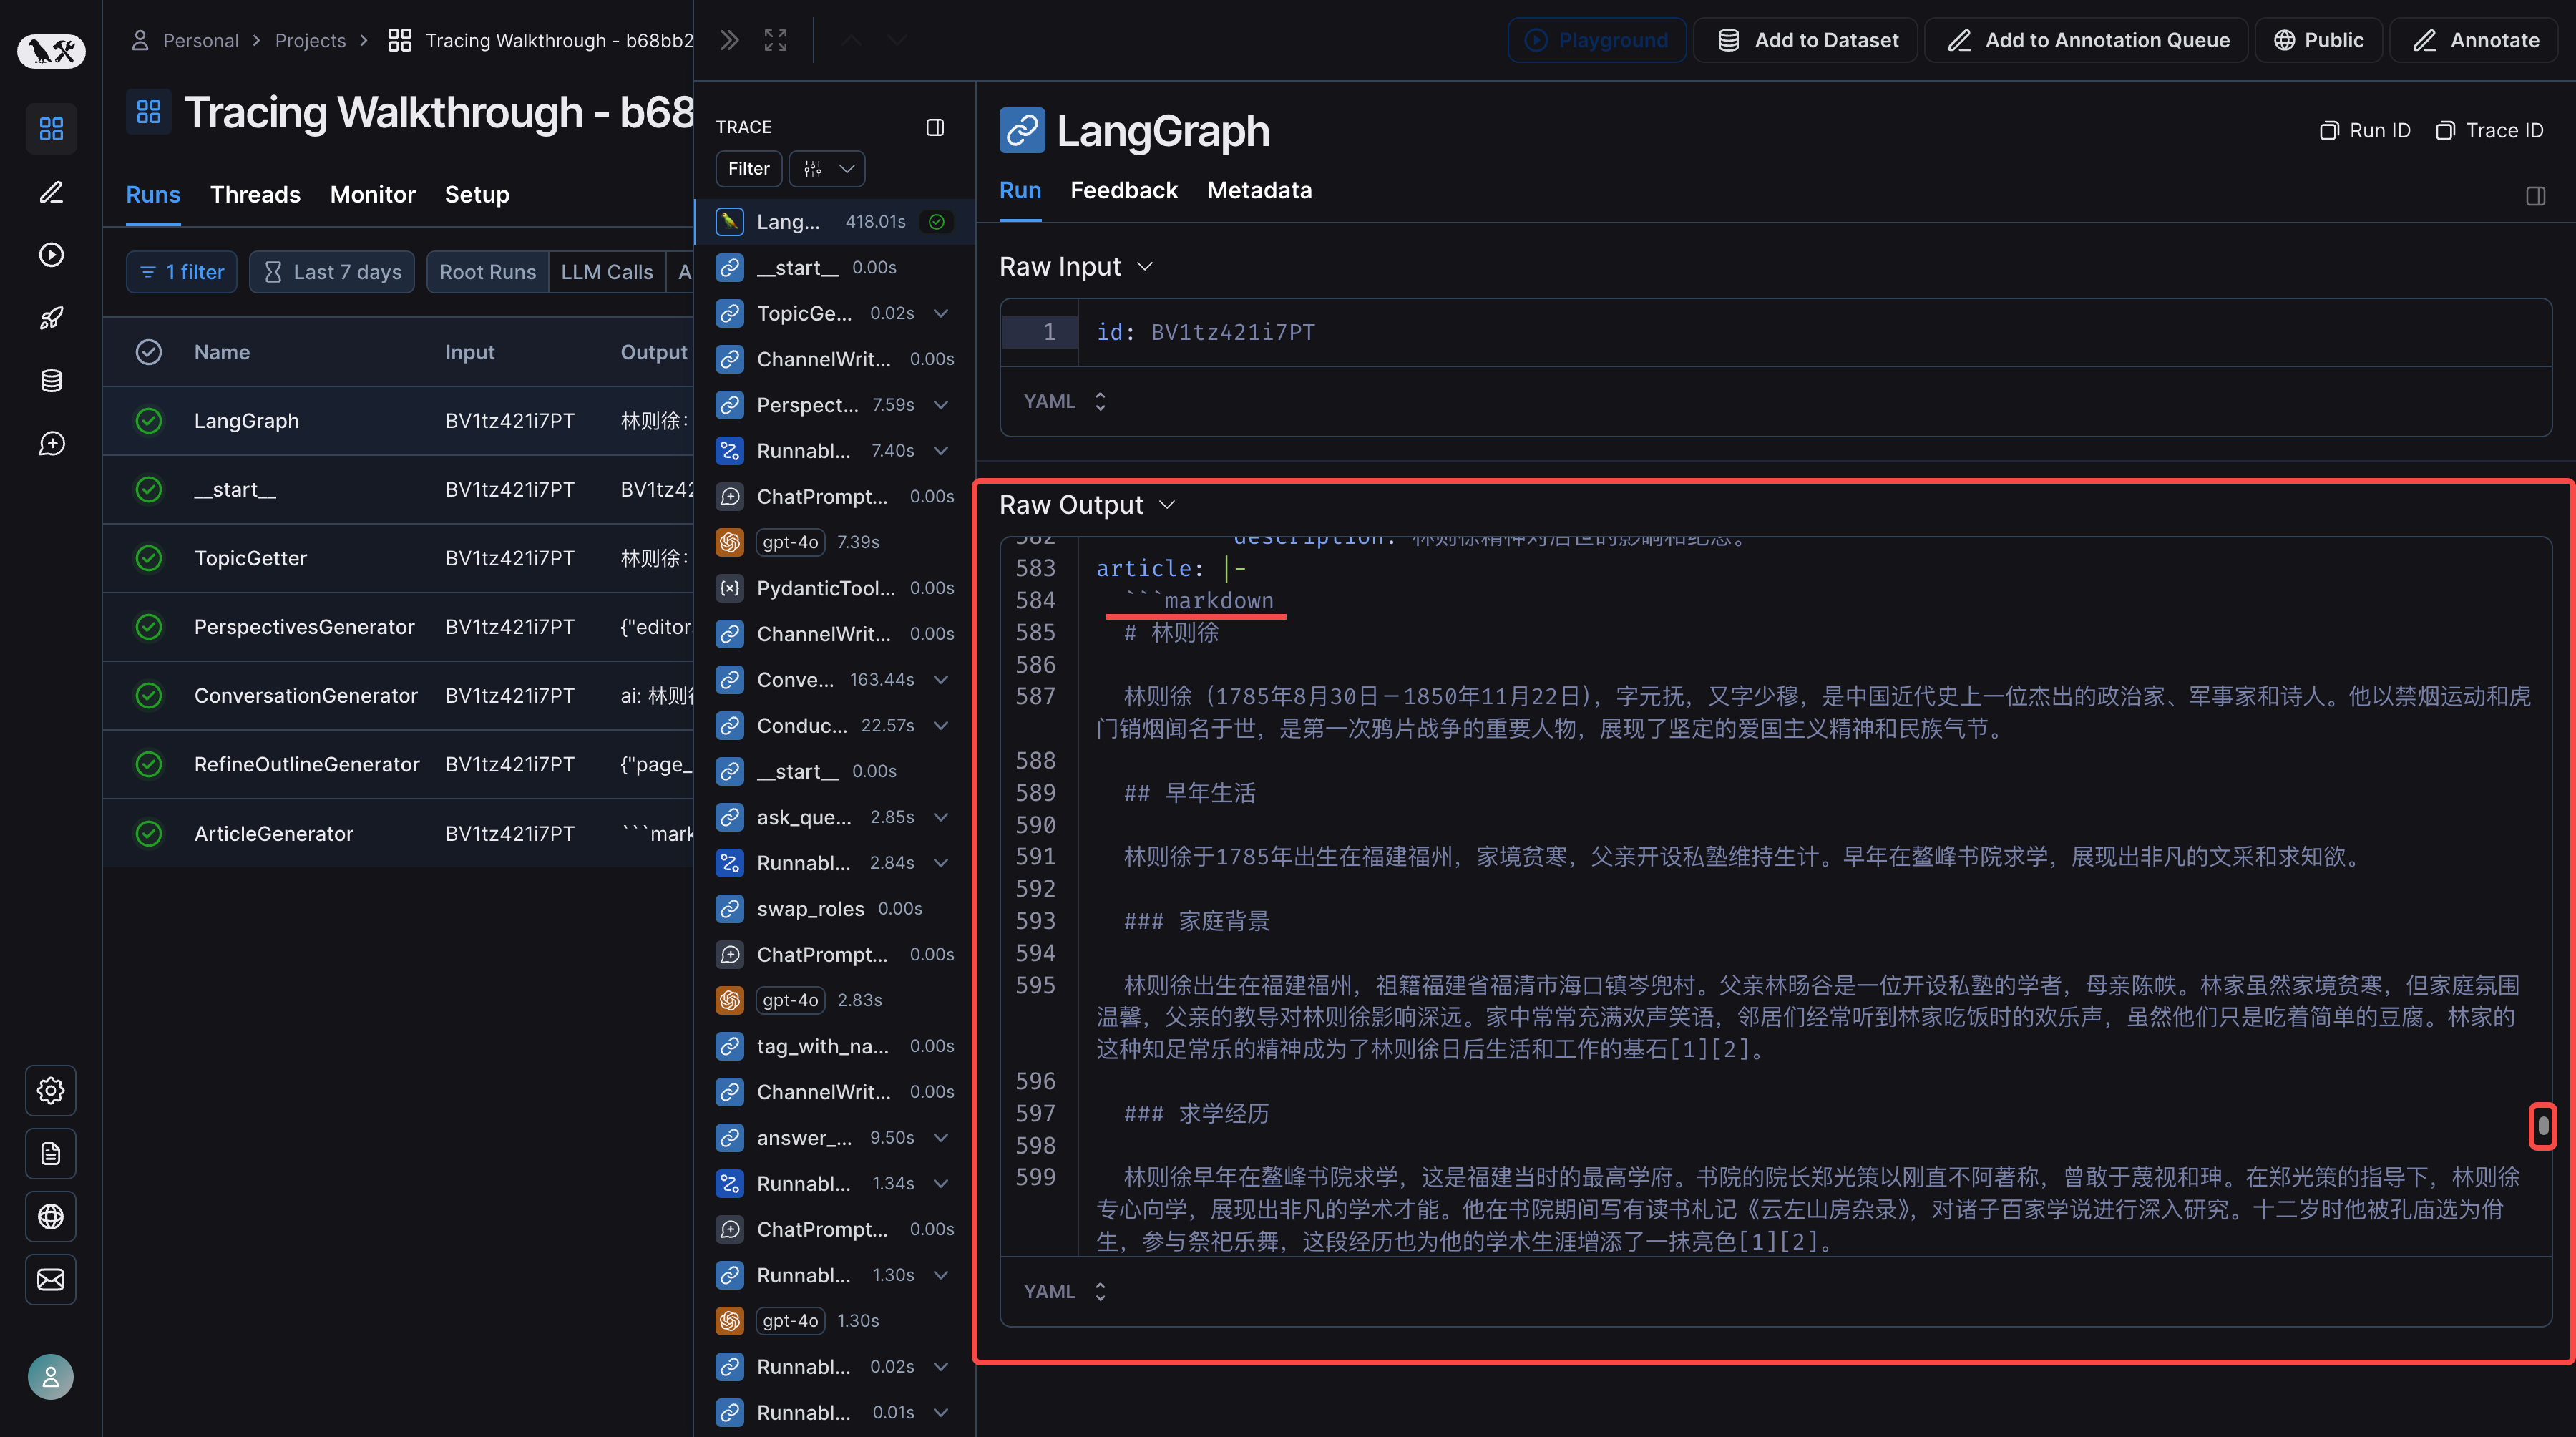 Personal > Projects > Tracing Walkthrough - b68bb2
Playground
Add to Dataset
Add to Annotation Queue
Public
Annotate
Tracing Walkthrough - b68
Runs Threads Monitor Setup
1 filter
Last 7 days
Root Runs LLM Calls A
Name Input Output
LangGraph BV1tz421i7PT 林则徐:
__start__ BV1tz421i7PT BV1tz42
TopicGetter BV1tz421i7PT 林则徐:
PerspectivesGenerator BV1tz421i7PT {"editor
ConversationGenerator BV1tz421i7PT ai: 林则
RefineOutlineGenerator BV1tz421i7PT {"page_
ArticleGenerator BV1tz421i7PT ```mark
TRACE
Filter
Lang... 418.01s
__start__ 0.00s
TopicGe... 0.02s
ChannelWrit... 0.00s
Perspect... 7.59s
Runnabl... 7.40s
ChatPrompt... 0.00s
gpt-4o 7.39s
PydanticTool... 0.00s
ChannelWrit... 0.00s
Conve... 163.44s
Conduc... 22.57s
__start__ 0.00s
ask_que... 2.85s
Runnabl... 2.84s
swap_roles 0.00s
ChatPrompt... 0.00s
gpt-4o 2.83s
tag_with_na... 0.00s
ChannelWrit... 0.00s
answer_... 9.50s
Runnabl... 1.34s
ChatPrompt... 0.00s
Runnabl... 1.30s
gpt-4o 1.30s
Runnabl... 0.02s
Runnabl... 0.01s
LangGraph
Run ID Trace ID
Run Feedback Metadata
Raw Input
1 id: BV1tz421i7PT
YAML
Raw Output
582 description: 林则徐精神对后世的影响和纪念。
583 article: |-
584 ```markdown
585 # 林则徐
586
587 林则徐（1785年8月30日－1850年11月22日），字元抚，又字少穆，是中国近代史上一位杰出的政治家、军事家和诗人。他以禁烟运动和虎
门销烟闻名于世，是第一次鸦片战争的重要人物，展现了坚定的爱国主义精神和民族气节。
588
589 ## 早年生活
590
591 林则徐于1785年出生在福建福州，家境贫寒，父亲开设私塾维持生计。早年在鳌峰书院求学，展现出非凡的文采和求知欲。
592
593 ### 家庭背景
594
595 林则徐出生在福建福州，祖籍福建省福清市海口镇岑兜村。父亲林旸谷是一位开设私塾的学者，母亲陈帙。林家虽然家境贫寒，但家庭氛围
温馨，父亲的教导对林则徐影响深远。家中常常充满欢声笑语，邻居们经常听到林家吃饭时的欢乐声，虽然他们只是吃着简单的豆腐。林家的
这种知足常乐的精神成为了林则徐日后生活和工作的基石[1][2]。
596
597 ### 求学经历
598
599 林则徐早年在鳌峰书院求学，这是福建当时的最高学府。书院的院长郑光策以刚直不阿著称，曾敢于蔑视和珅。在郑光策的指导下，林则徐
专心向学，展现出非凡的学术才能。他在书院期间写有读书札记《云左山房杂录》，对诸子百家学说进行深入研究。十二岁时他被孔庙选为佾
生，参与祭祀乐舞，这段经历也为他的学术生涯增添了一抹亮色[1][2]。
YAML